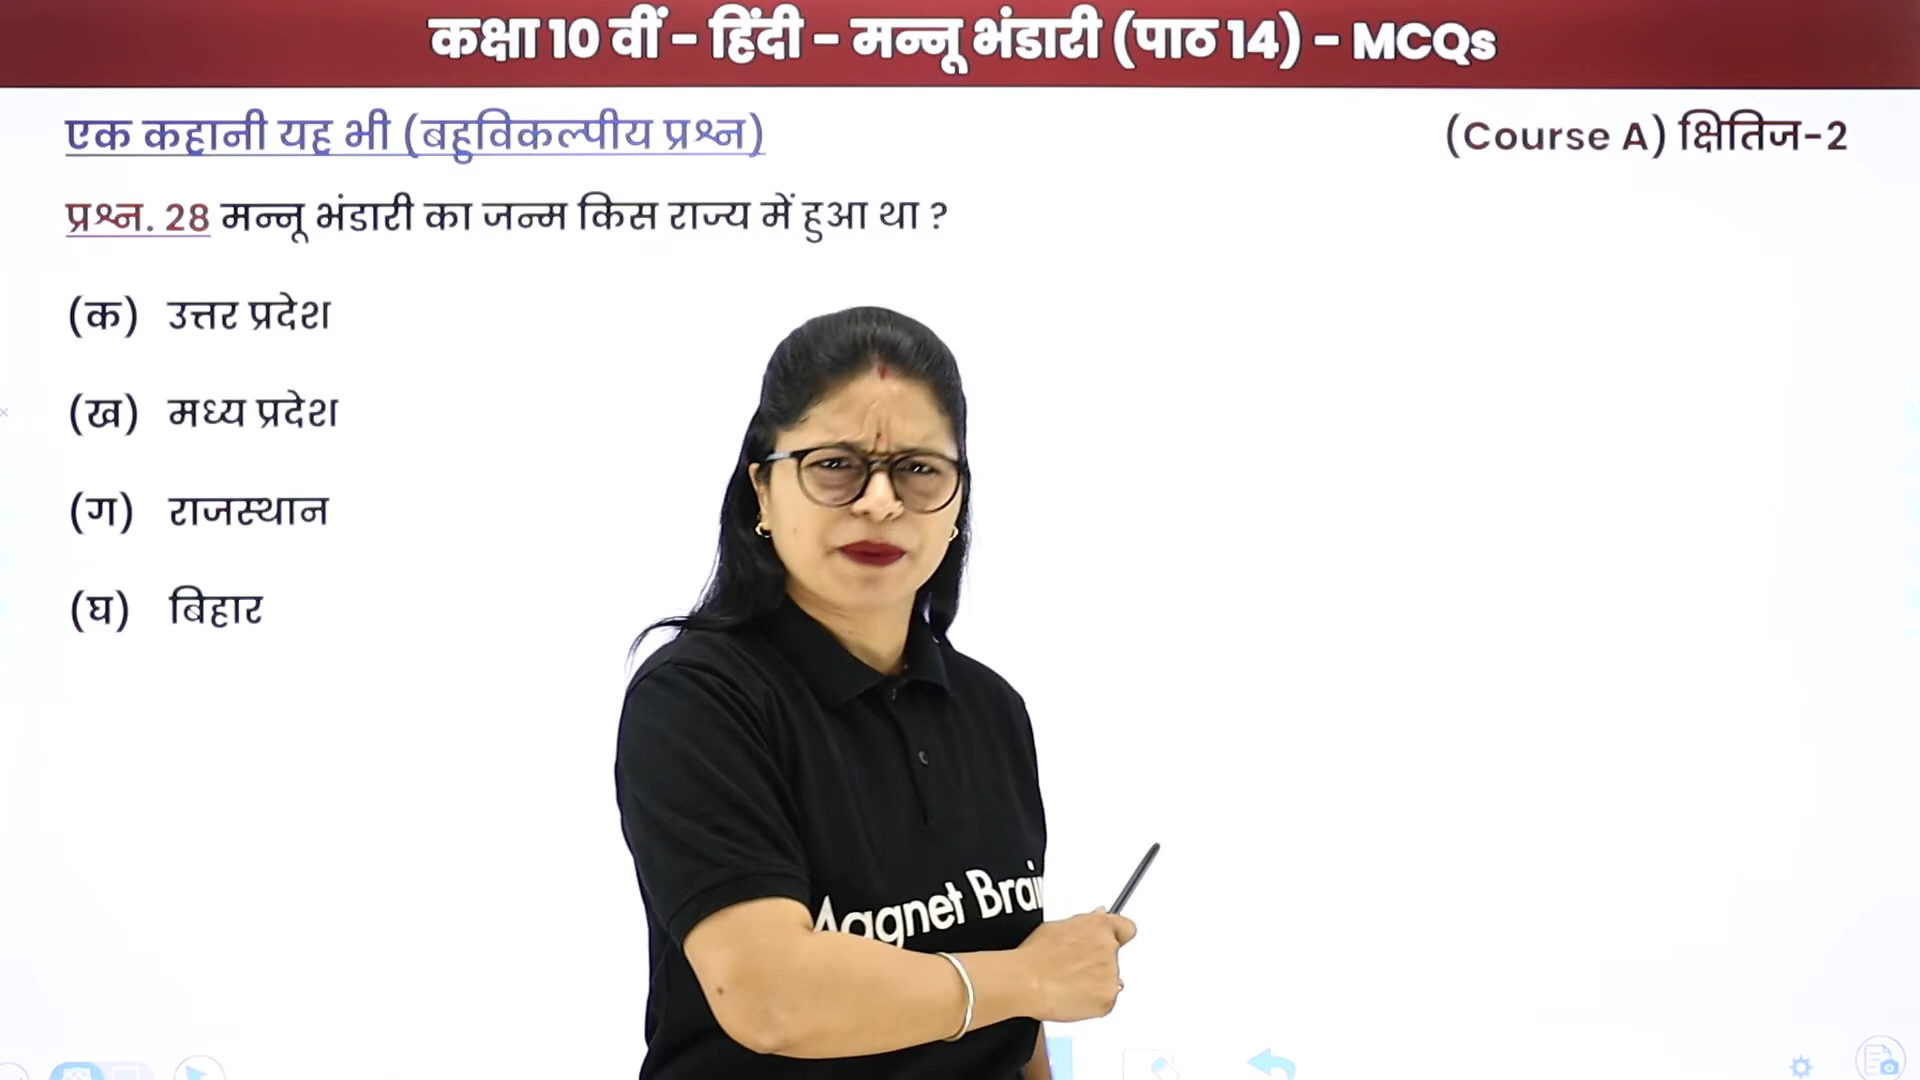 कक्षा 10 वीं - हिंदी - मन्नू भंडारी (पाठ 14) - MCQs
एक कहानी यह भी (बहुविकल्पीय प्रश्न)
(Course A) क्षितिज-2
प्रश्न. 28 मन्नू भंडारी का जन्म किस राज्य में हुआ था ?
(क) उत्तर प्रदेश
(ख) मध्य प्रदेश
(ग) राजस्थान
(घ) बिहार
Magnet Brai